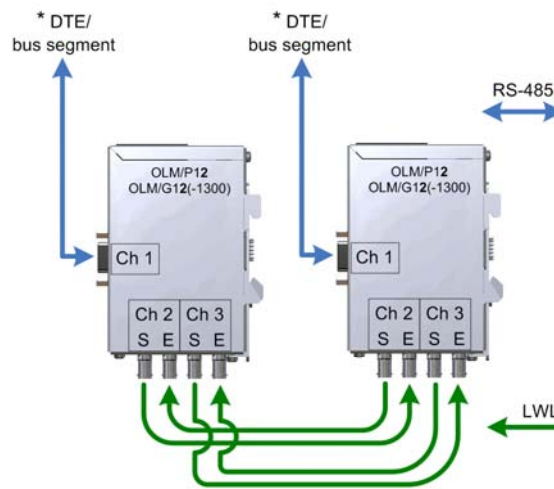 * DTE/
bus segment
* DTE/
bus segment
RS-485
OLM/P12
OLM/G12(-1300)
OLM/P12
OLM/G12(-1300)
Ch 1
Ch 1
Ch 2 Ch 3
S E S E
Ch 2 Ch 3
S E S E
LWL